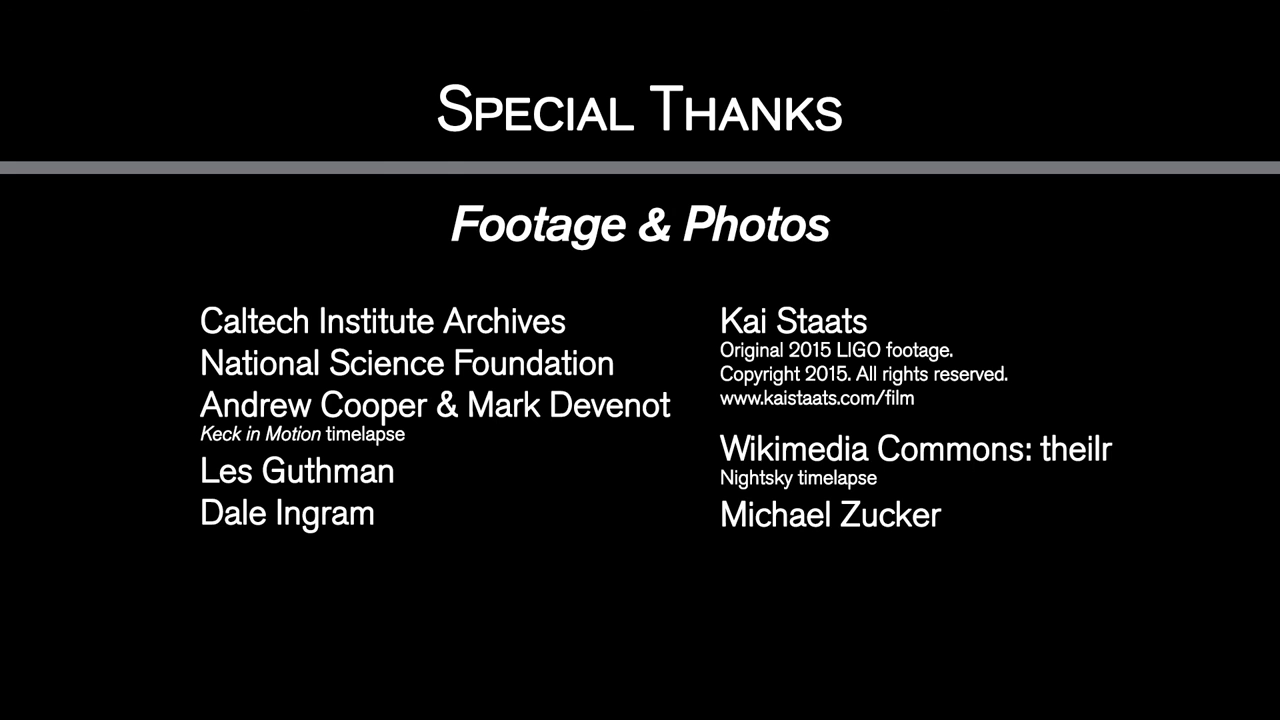 Special Thanks
Footage & Photos
Caltech Institute Archives
National Science Foundation
Andrew Cooper & Mark Devenot
Keck in Motion timelapse
Les Guthman
Dale Ingram
Kai Staats
Original 2015 LIGO footage.
Copyright 2015. All rights reserved.
www.kaistaats.com/film
Wikimedia Commons: theilr
Nightsky timelapse
Michael Zucker